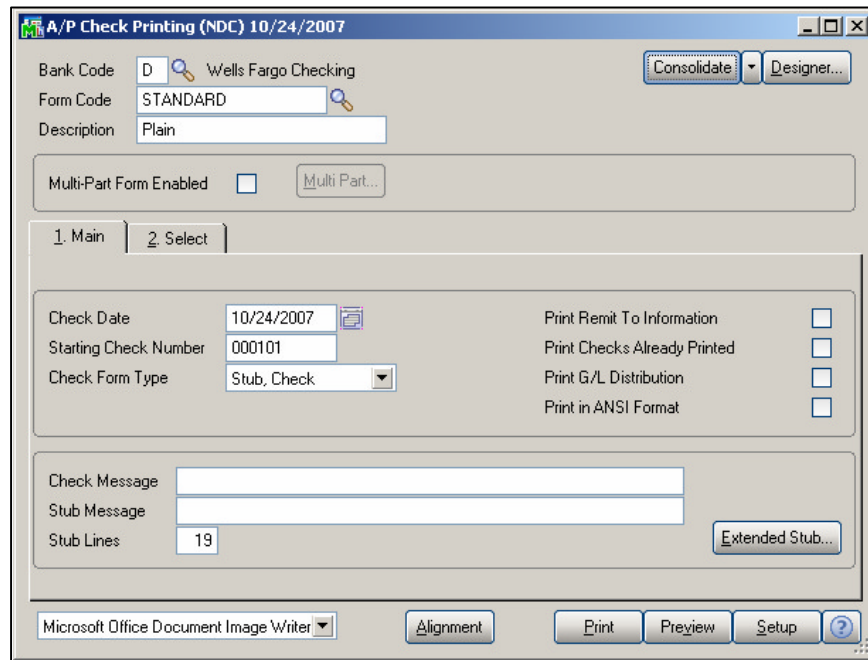 A/P Check Printing (NDC) 10/24/2007
Bank Code D Wells Fargo Checking Consolidate Designer...
Form Code STANDARD
Description Plain
Multi-Part Form Enabled Multi Part...
1. Main 2. Select
Check Date 10/24/2007 Print Remit To Information
Starting Check Number 000101 Print Checks Already Printed
Check Form Type Stub, Check Print G/L Distribution
Print in ANSI Format
Check Message
Stub Message
Stub Lines 19 Extended Stub...
Microsoft Office Document Image Writer Alignment Print Preview Setup ?